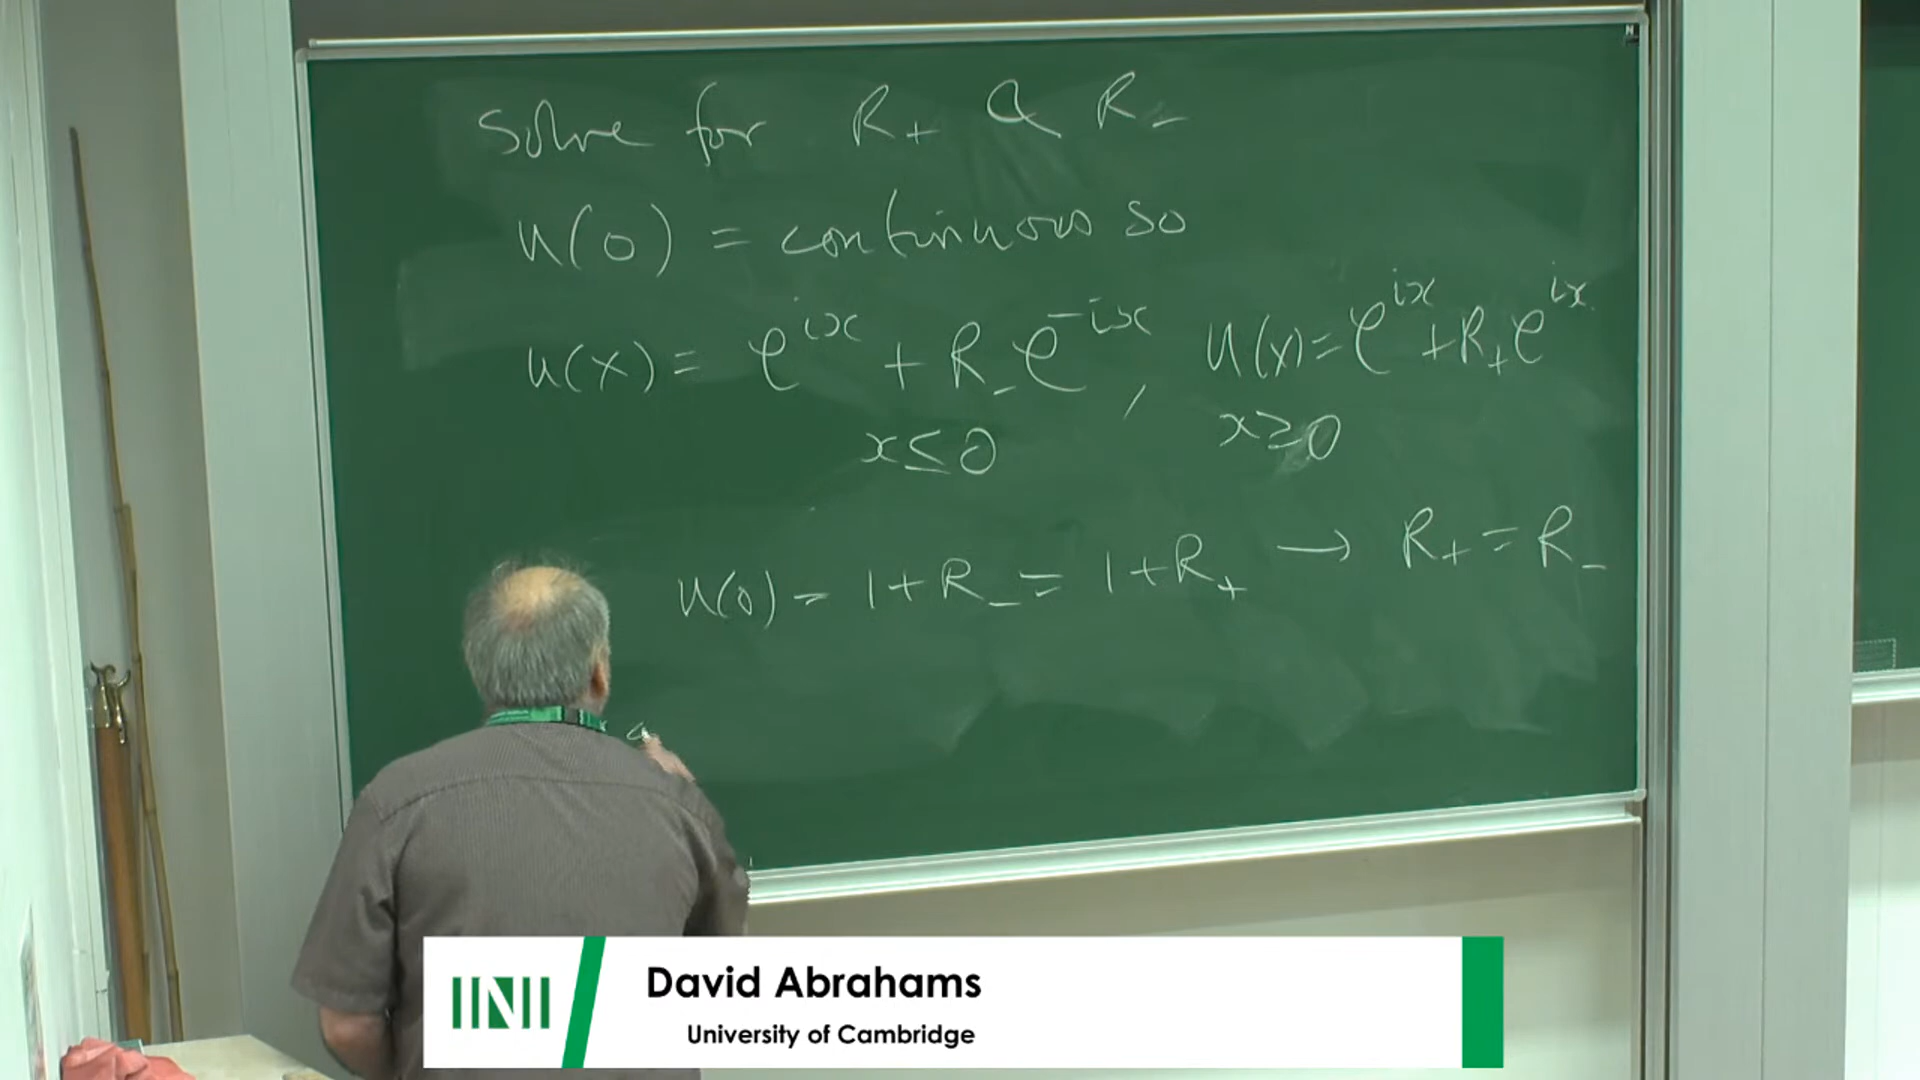 Solve for R₊ & R₋
u(0) = continuous so
u(x) = e^{ix} + R₋e^{-ix} , u(x) = e^{ix} + R₊e^{ix}
x ≤ 0 x ≥ 0
u(0) = 1 + R₋ = 1 + R₊ → R₊ = R₋
INI
David Abrahams
University of Cambridge